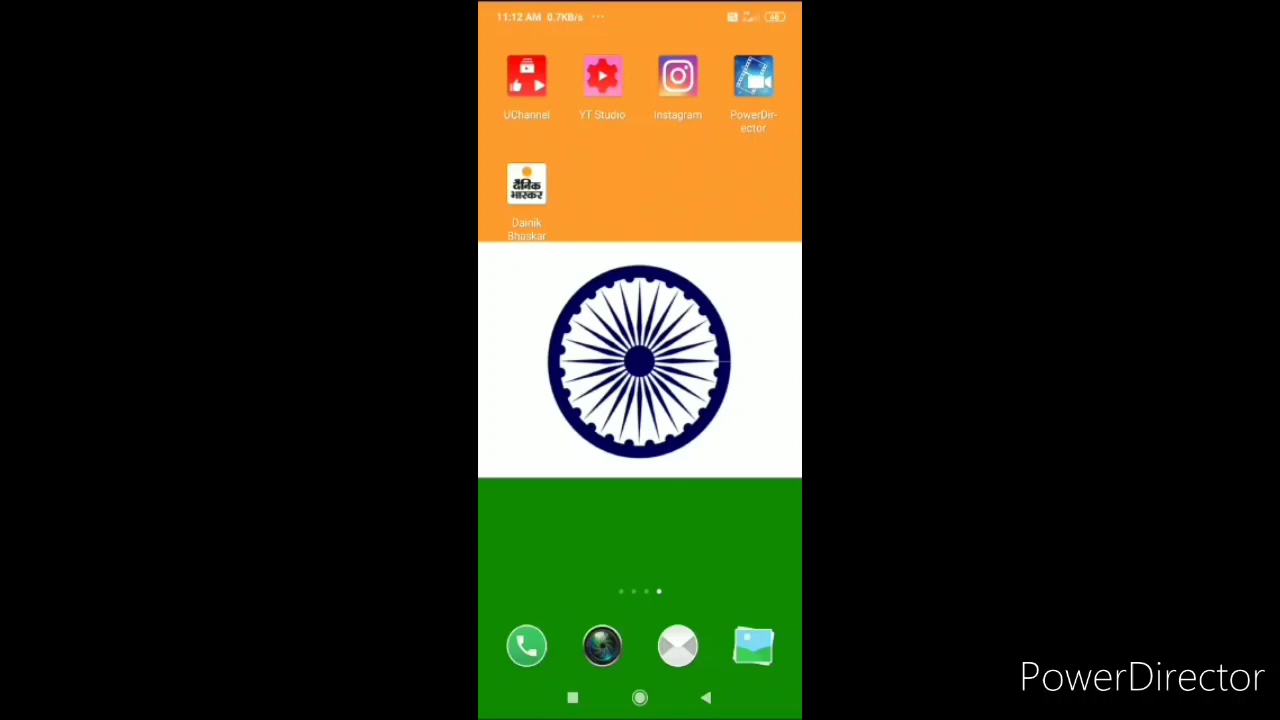 11:12 AM 0.7KB/s ...
UChannel
YT Studio
Instagram
PowerDir-
ector
दैनिक
भास्कर
Dainik
Bhaskar
PowerDirector